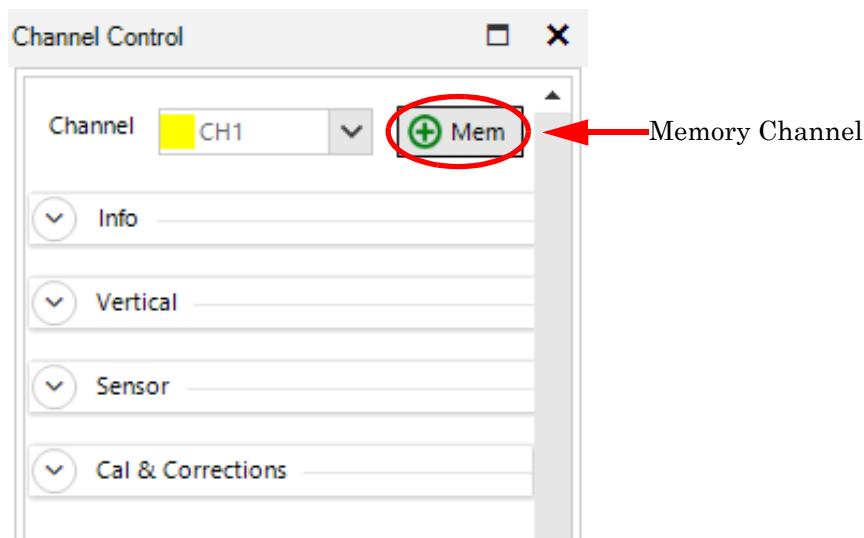 Channel Control
Channel CH1 Mem
Memory Channel
Info
Vertical
Sensor
Cal & Corrections